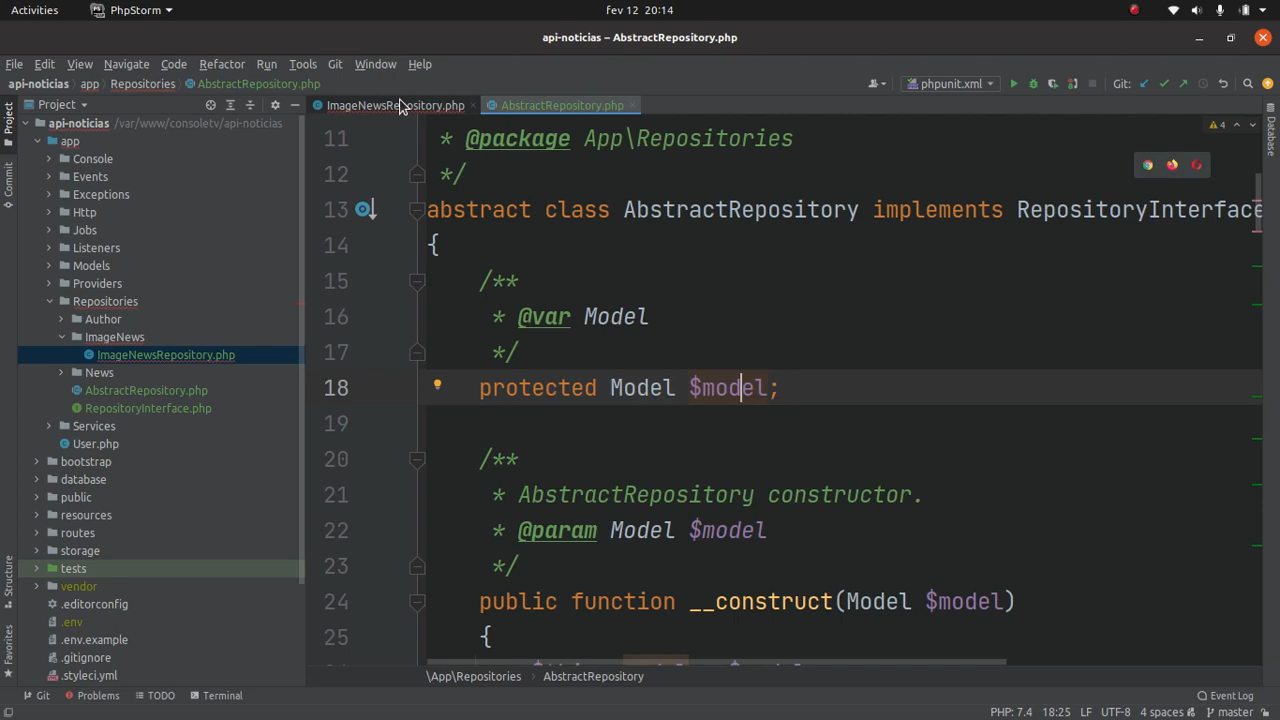 Activities
PhpStorm
fev 12 20:14
api-noticias – AbstractRepository.php
File Edit View Navigate Code Refactor Run Tools Git Window Help
api-noticias app Repositories AbstractRepository.php
phpunit.xml
Git:
Project
ImageNewsRepository.php
AbstractRepository.php
api-noticias /var/www/consoletv/api-noticias
app
Console
Events
Exceptions
Http
Jobs
Listeners
Models
Providers
Repositories
Author
ImageNews
ImageNewsRepository.php
News
AbstractRepository.php
RepositoryInterface.php
Services
User.php
bootstrap
database
public
resources
routes
storage
tests
vendor
.editorconfig
.env
.env.example
.gitignore
.styleci.yml
Project
Commit
Structure
Favorites
Database
4
11 * @package App\Repositories
12 */
13 abstract class AbstractRepository implements RepositoryInterface
14 {
15 /**
16 * @var Model
17 */
18 protected Model $model;
19
20 /**
21 * AbstractRepository constructor.
22 * @param Model $model
23 */
24 public function __construct(Model $model)
25 {
\App\Repositories AbstractRepository
Git Problems TODO Terminal Event Log
PHP: 7.4 18:25 LF UTF-8 4 spaces master